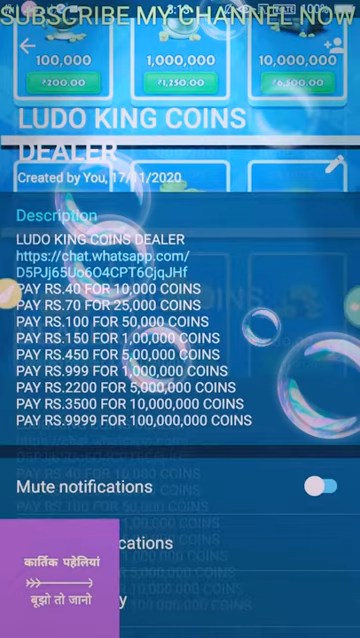 SUBSCRIBE MY CHANNEL NOW
100,000
1,000,000
10,000,000
₹200.00
₹1,250.00
₹6,500.00
LUDO KING COINS
DEALER
Created by You, 17/11/2020
Description
LUDO KING COINS DEALER
https://chat.whatsapp.com/
D5PJj65Uo6O4CPT6CjqJHf
PAY RS.40 FOR 10,000 COINS
PAY RS.70 FOR 25,000 COINS
PAY RS.100 FOR 50,000 COINS
PAY RS.150 FOR 1,00,000 COINS
PAY RS.450 FOR 5,00,000 COINS
PAY RS.999 FOR 1,000,000 COINS
PAY RS.2200 FOR 5,000,000 COINS
PAY RS.3500 FOR 10,000,000 COINS
PAY RS.9999 FOR 100,000,000 COINS
Mute notifications
कार्तिक पहेलियां
बूझो तो जानो